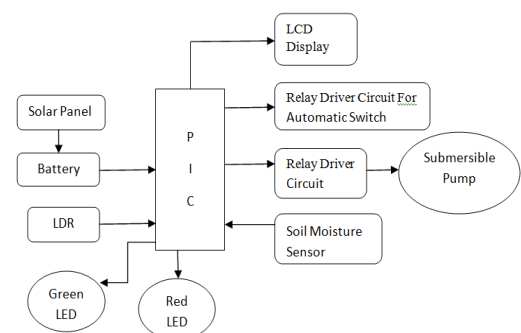 LCD
Display
Solar Panel
Relay Driver Circuit For
Automatic Switch
P
I
C
Battery
Relay Driver
Circuit
Submersible
Pump
LDR
Soil Moisture
Sensor
Green
LED
Red
LED